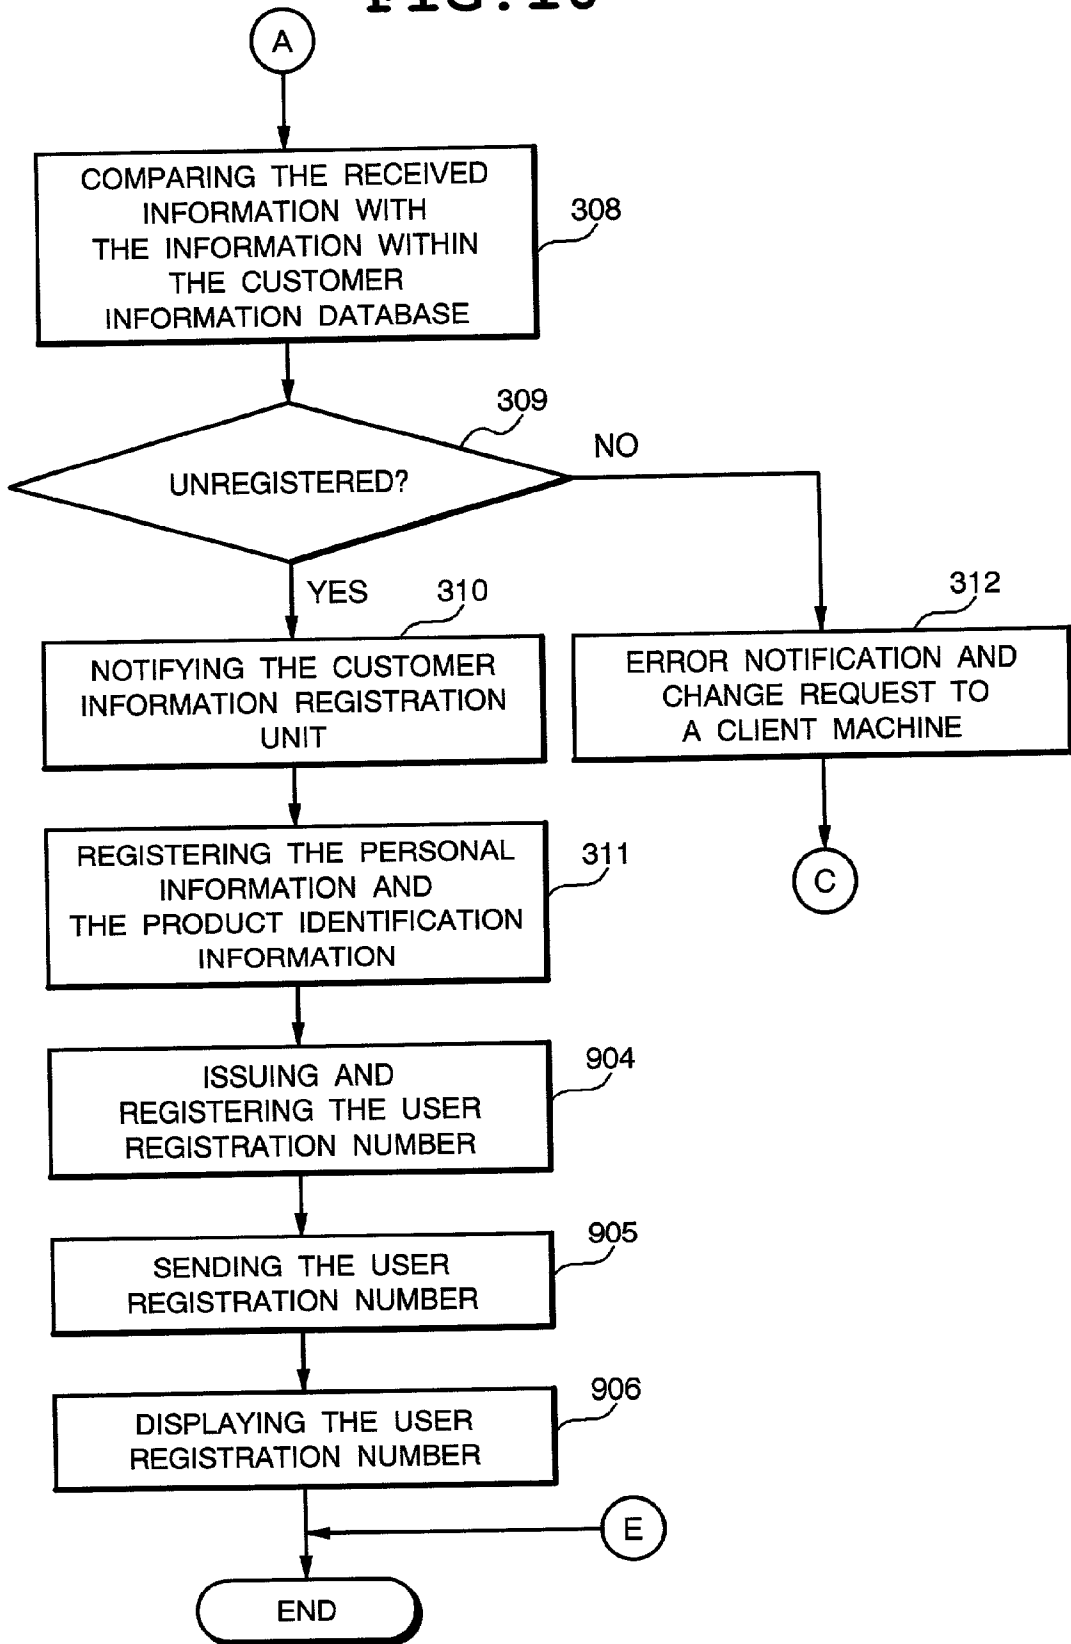 A
COMPARING THE RECEIVED
INFORMATION WITH
THE INFORMATION WITHIN
THE CUSTOMER
INFORMATION DATABASE
308
309
UNREGISTERED?
NO
YES
310
NOTIFYING THE CUSTOMER
INFORMATION REGISTRATION
UNIT
312
ERROR NOTIFICATION AND
CHANGE REQUEST TO
A CLIENT MACHINE
C
REGISTERING THE PERSONAL
INFORMATION AND
THE PRODUCT IDENTIFICATION
INFORMATION
311
ISSUING AND
REGISTERING THE USER
REGISTRATION NUMBER
904
SENDING THE USER
REGISTRATION NUMBER
905
DISPLAYING THE USER
REGISTRATION NUMBER
906
E
END